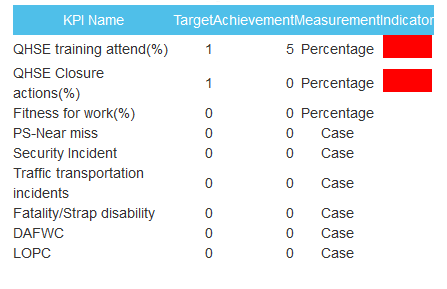 KPI Name Target Achievement Measurement Indicator
QHSE training attend(%) 1 5 Percentage
QHSE Closure
actions(%) 1 0 Percentage
Fitness for work(%) 0 0 Percentage
PS-Near miss 0 0 Case
Security Incident 0 0 Case
Traffic transportation
incidents 0 0 Case
Fatality/Strap disability 0 0 Case
DAFWC 0 0 Case
LOPC 0 0 Case